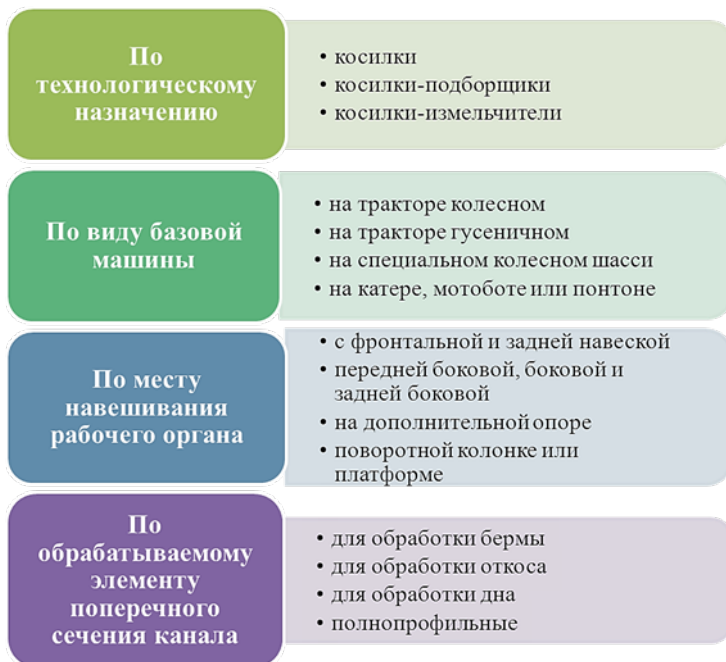 По
технологическому
назначению
• косилки
• косилки-подборщики
• косилки-измельчители
По виду базовой
машины
• на тракторе колесном
• на тракторе гусеничном
• на специальном колесном шасси
• на катере, мотоботе или понтоне
По месту
навешивания
рабочего органа
• с фронтальной и задней навеской
• передней боковой, боковой и
задней боковой
• на дополнительной опоре
• поворотной колонке или
платформе
По
обрабатываемому
элементу
поперечного
сечения канала
• для обработки бермы
• для обработки откоса
• для обработки дна
• полнопрофильные